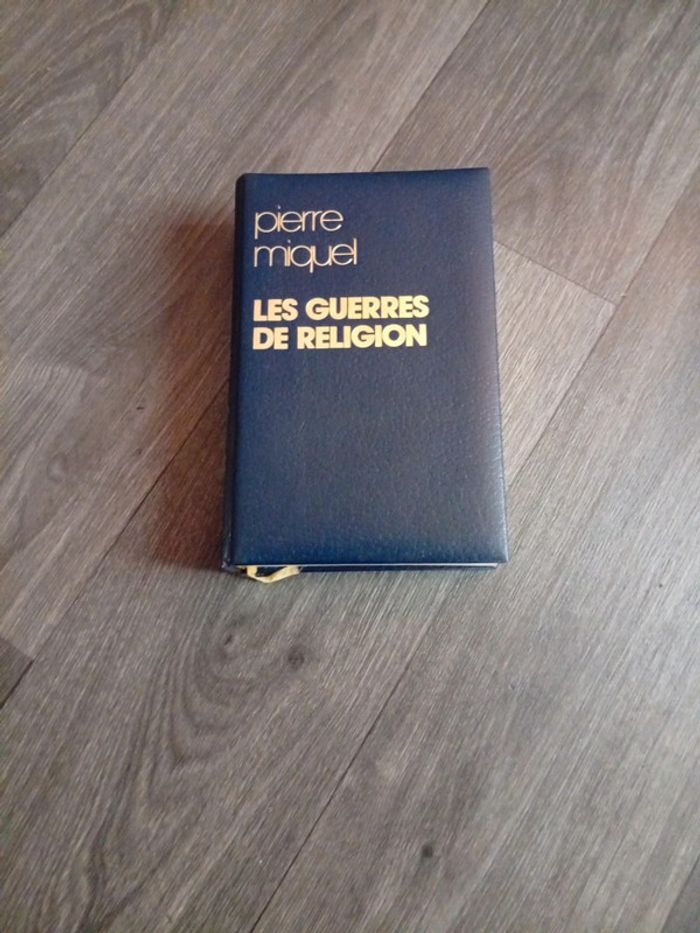 pierre
miquel
LES GUERRES
DE RELIGION